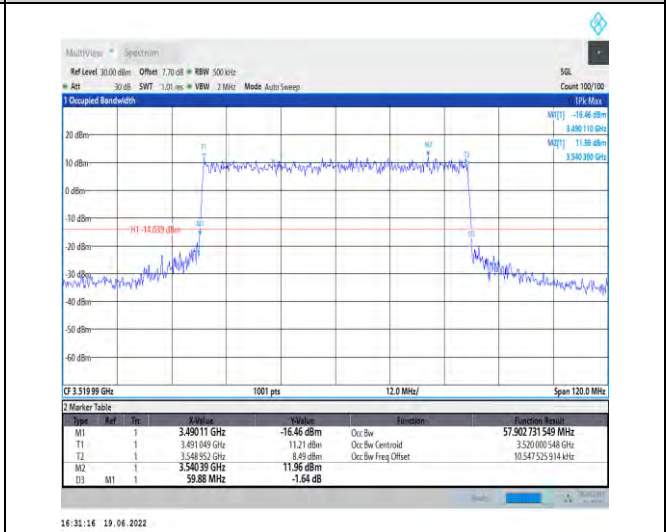 MultiView Spectrum
Ref Level 30.00 dBm Offset 7.70 dB RBW 500 kHz SGL
Att 30 dB SWT 1.01 ms VBW 2 MHz Mode Auto Sweep Count 100/100
1 Occupied Bandwidth 1Pk Max
M1[1] -16.46 dBm
3.490 110 GHz
M2[1] 11.96 dBm
3.540 390 GHz
20 dBm
T1 M2 T2
10 dBm
0 dBm
-10 dBm
M1
H1 -14.039 dBm
D3
-20 dBm
-30 dBm
-40 dBm
-50 dBm
-60 dBm
CF 3.519 99 GHz 1001 pts 12.0 MHz/ Span 120.0 MHz
2 Marker Table
Type Ref Trc X-Value Y-Value Function Function Result
M1 1 3.490 11 GHz -16.46 dBm Occ Bw 57.902 731 549 MHz
T1 1 3.491 049 GHz 11.21 dBm Occ Bw Centroid 3.520 000 548 GHz
T2 1 3.548 952 GHz 8.49 dBm Occ Bw Freq Offset 10.547 525 914 kHz
M2 1 3.540 39 GHz 11.96 dBm
D3 M1 1 59.88 MHz -1.64 dB
16:31:16 19.06.2022